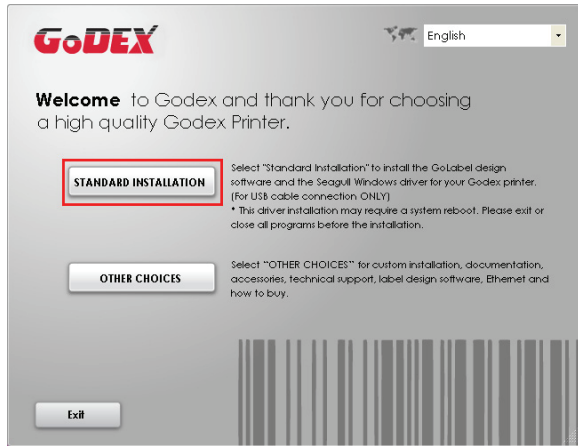 GoDEX
English
Welcome to Godex and thank you for choosing
a high quality Godex Printer.
STANDARD INSTALLATION
Select "Standard Installation" to install the GoLabel design
software and the Seagull Windows driver for your Godex printer.
(For USB cable connection ONLY)
* This driver installation may require a system reboot. Please exit or
close all programs before the installation.
OTHER CHOICES
Select "OTHER CHOICES" for custom installation, documentation,
accessories, technical support, label design software, Ethernet and
how to buy.
Exit